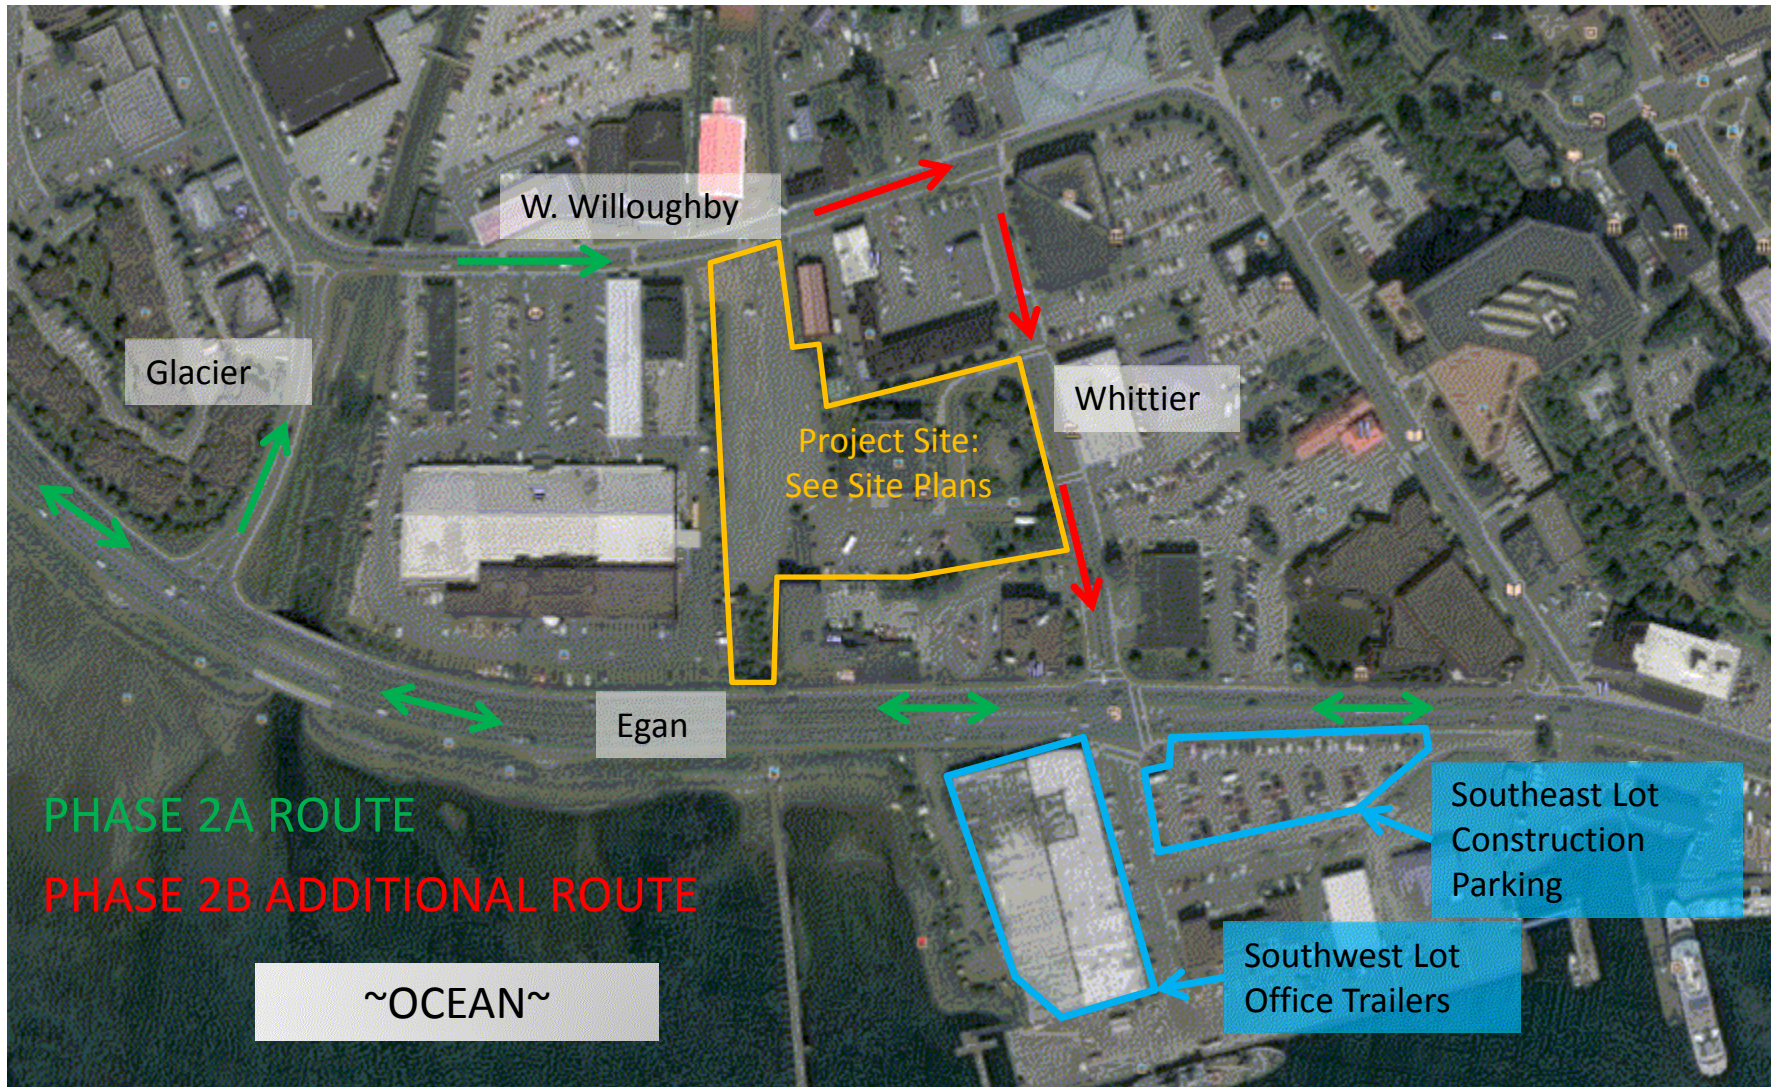 W. Willoughby
Glacier
Whittier
Project Site:
See Site Plans
Egan
PHASE 2A ROUTE
PHASE 2B ADDITIONAL ROUTE
~OCEAN~
Southeast Lot
Construction
Parking
Southwest Lot
Office Trailers